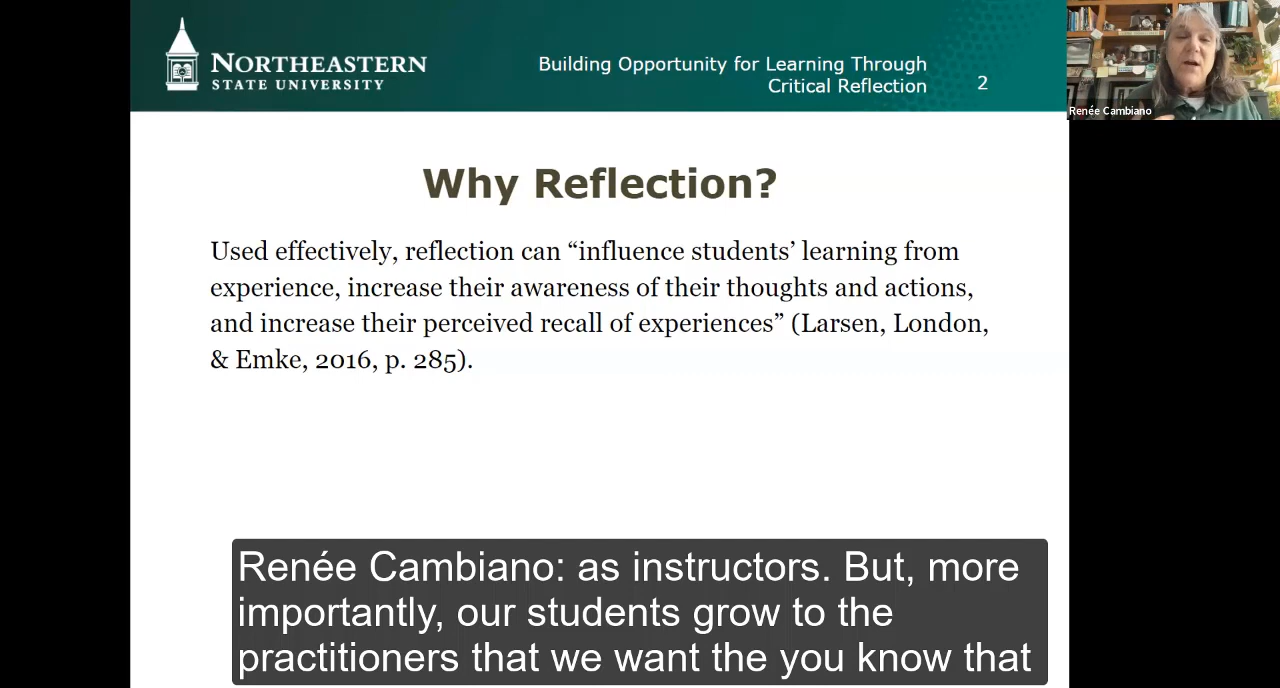 NORTHEASTERN
STATE UNIVERSITY
Building Opportunity for Learning Through
Critical Reflection
2
Renée Cambiano
Why Reflection?
Used effectively, reflection can “influence students’ learning from
experience, increase their awareness of their thoughts and actions,
and increase their perceived recall of experiences” (Larsen, London,
& Emke, 2016, p. 285).
Renée Cambiano: as instructors. But, more
importantly, our students grow to the
practitioners that we want the you know that